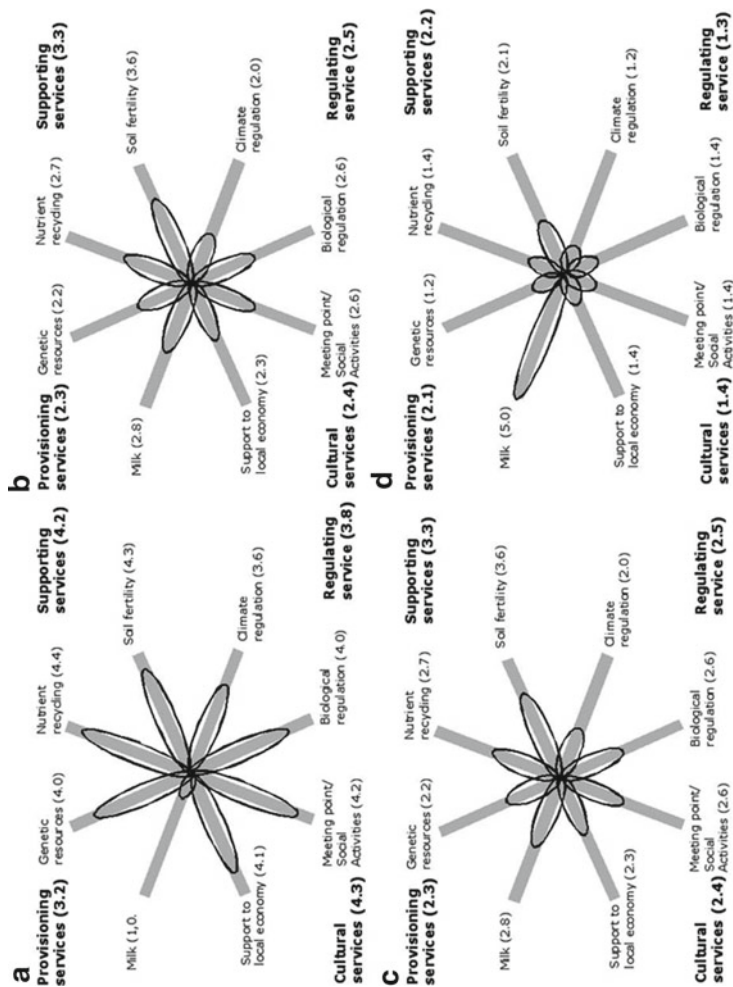 a
Provisioning
services (3.2)
Supporting
services (4.2)
Genetic
resources (4.0)
Nutrient
recyding (4.4)
Milk (1,0.
Soil fertility (4.3)
Support to
local economy (4.1)
Climate
regulation (3.6)
Meeting point/
Social
Activities (4.2)
Biological
regulation (4.0)
Cultural
services (4.3)
Regulating
service (3.8)
b
Provisioning
services (2.3)
Supporting
services (3.3)
Genetic
resources (2.2)
Nutrient
recyding (2.7)
Milk (2.8)
Soil fertility (3.6)
Support to
local economy (2.3)
Climate
regulation (2.0)
Meeting point/
Social
Activities (2.6)
Biological
regulation (2.6)
Cultural
services (2.4)
Regulating
service (2.5)
c
Provisioning
services (2.3)
Supporting
services (3.3)
Genetic
resources (2.2)
Nutrient
recyding (2.7)
Milk (2.8)
Soil fertility (3.6)
Support to
local economy (2.3)
Climate
regulation (2.0)
Meeting point/
Social
Activities (2.6)
Biological
regulation (2.6)
Cultural
services (2.4)
Regulating
service (2.5)
d
Provisioning
services (2.1)
Supporting
services (2.2)
Genetic
resources (1.2)
Nutrient
recyding (1.4)
Milk (5.0)
Soil fertility (2.1)
Support to
local economy (1.4)
Climate
regulation (1.2)
Meeting point/
Social
Activities (1.4)
Biological
regulation (1.4)
Cultural
services (1.4)
Regulating
service (1.3)